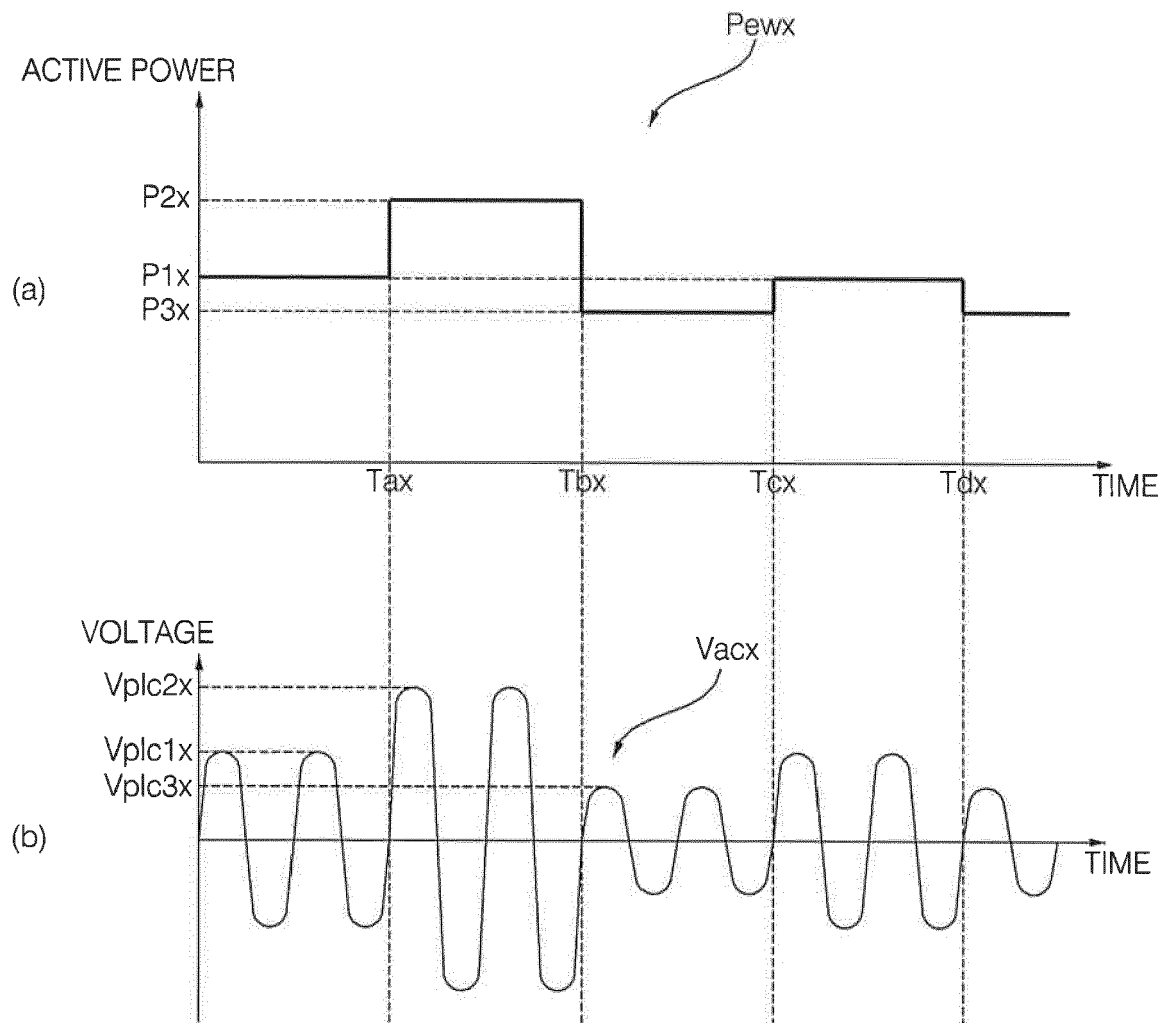 Pewx
ACTIVE POWER
P2x
P1x
(a)
P3x
Tax
Tbx
Tcx
Tdx
TIME
VOLTAGE
Vacx
Vplc2x
Vplc1x
Vplc3x
(b)
TIME